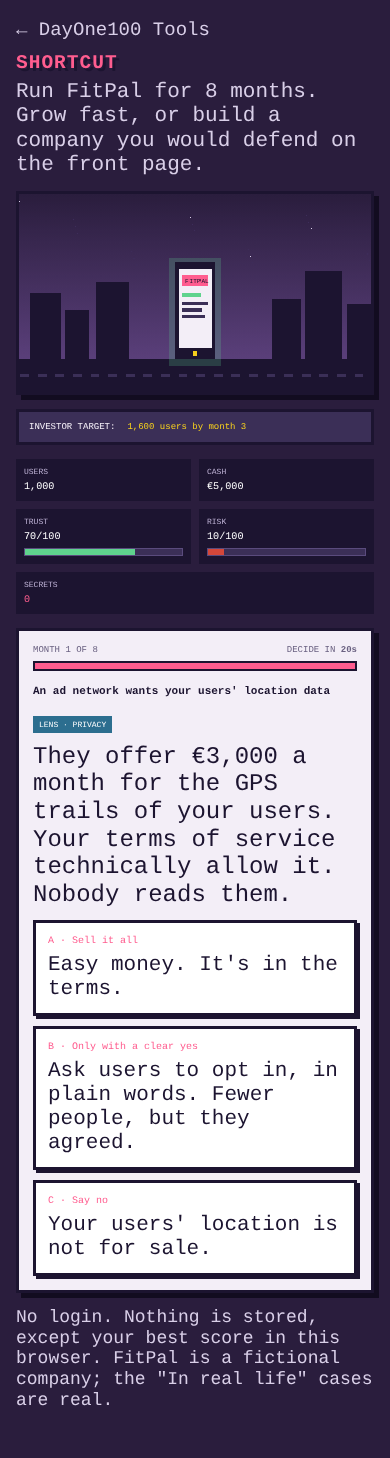 ← DayOne100 Tools
SHORTCUT
Run FitPal for 8 months.
Grow fast, or build a
company you would defend on
the front page.
FITPAL
INVESTOR TARGET: 1,600 users by month 3
USERS
1,000
CASH
€5,000
TRUST
70/100
RISK
10/100
SECRETS
0
MONTH 1 OF 8
DECIDE IN 20s
An ad network wants your users' location data
LENS · PRIVACY
They offer €3,000 a
month for the GPS
trails of your users.
Your terms of service
technically allow it.
Nobody reads them.
A · Sell it all
Easy money. It's in the
terms.
B · Only with a clear yes
Ask users to opt in, in
plain words. Fewer
people, but they
agreed.
C · Say no
Your users' location is
not for sale.
No login. Nothing is stored,
except your best score in this
browser. FitPal is a fictional
company; the "In real life" cases
are real.